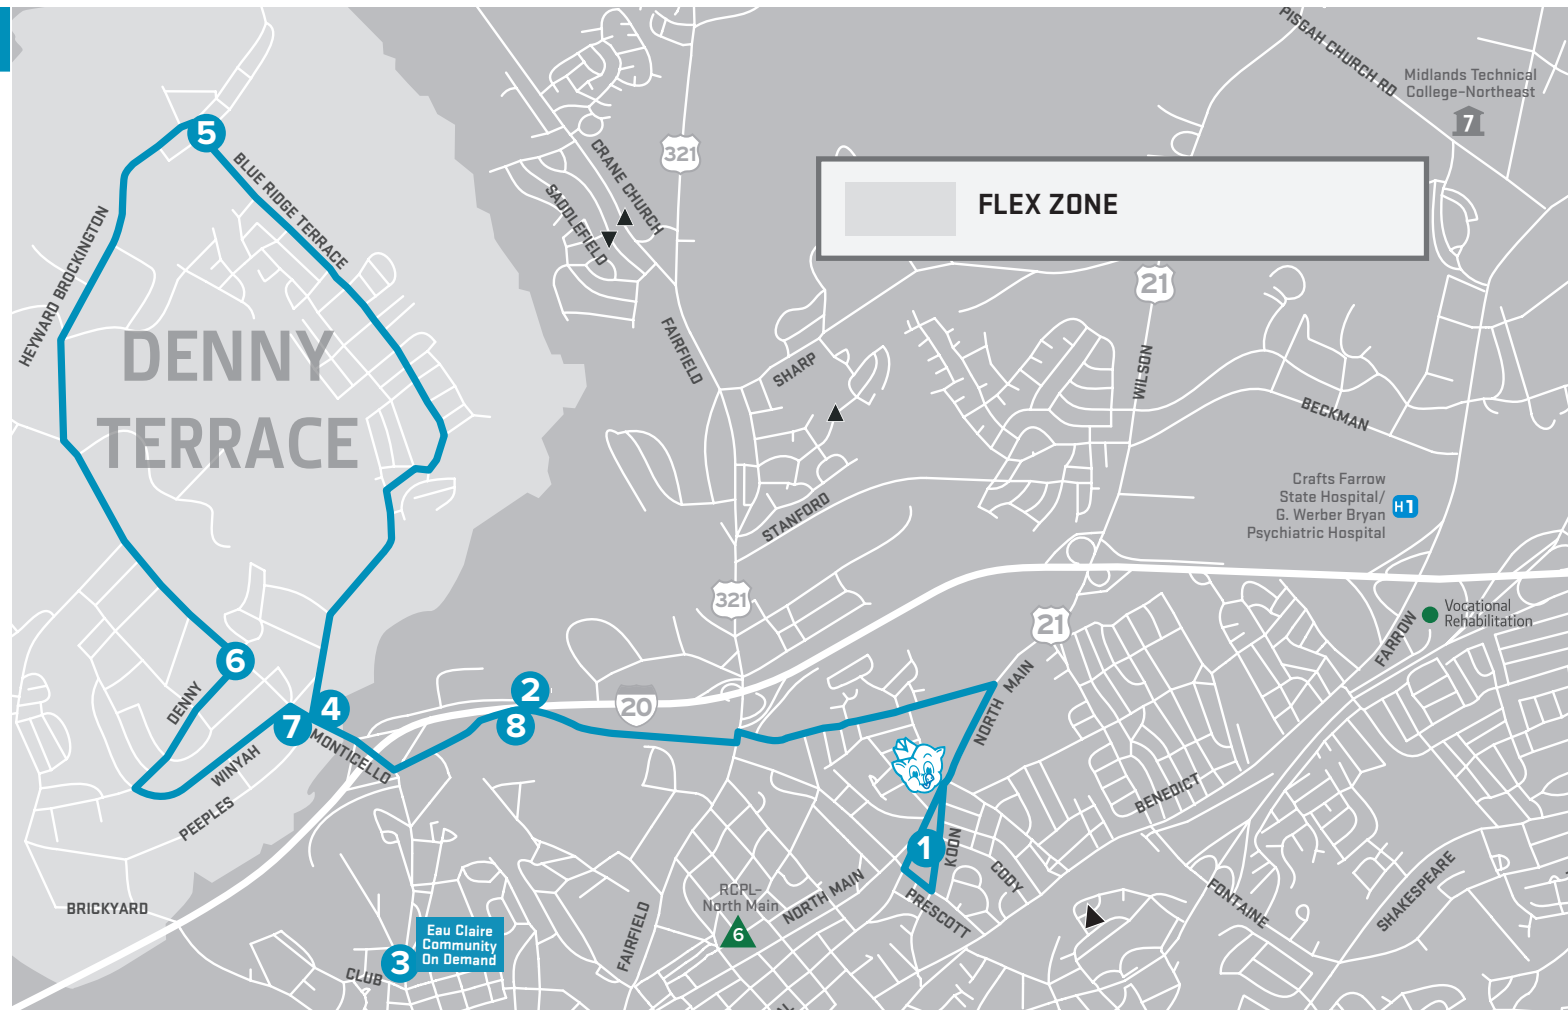 PISGAH CHURCH RD
Midlands Technical
College-Northeast
7
5
BLUE RIDGE TERRACE
HEYWARD BROCKINGTON
CRANE CHURCH
SADDLEFIELD
321
FLEX ZONE
21
DENNY
TERRACE
FAIRFIELD
SHARP
WILSON
BECKMAN
STANFORD
Crafts Farrow
State Hospital/
G. Werber Bryan
Psychiatric Hospital
H1
321
21
Vocational
Rehabilitation
FARROW
6
DENNY
2
8
20
4
7
NORTH MAIN
MONTICELLO
WINYAH
PEEPLES
BENEDICT
1
KOON
CODY
PRESCOTT
RCPL-
North Main
6
NORTH MAIN
FONTAINE
SHAKESPEARE
BRICKYARD
FAIRFIELD
Eau Claire
Community
On Demand
3
CLUB